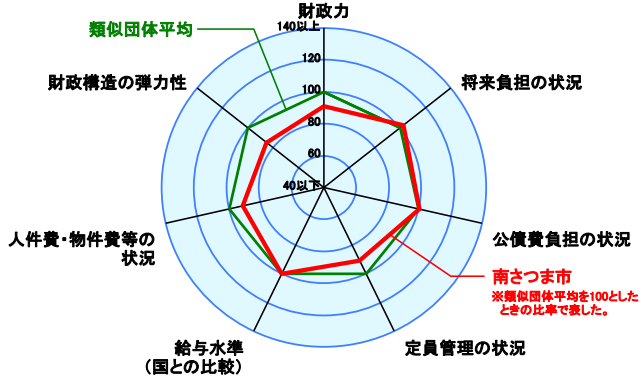 財政力
140以上
120
100
80
60
40以下
類似団体平均
財政構造の弾力性
将来負担の状況
人件費・物件費等の
状況
公債費負担の状況
南さつま市
※類似団体平均を100とした
ときの比率で表した。
給与水準
(国との比較)
定員管理の状況